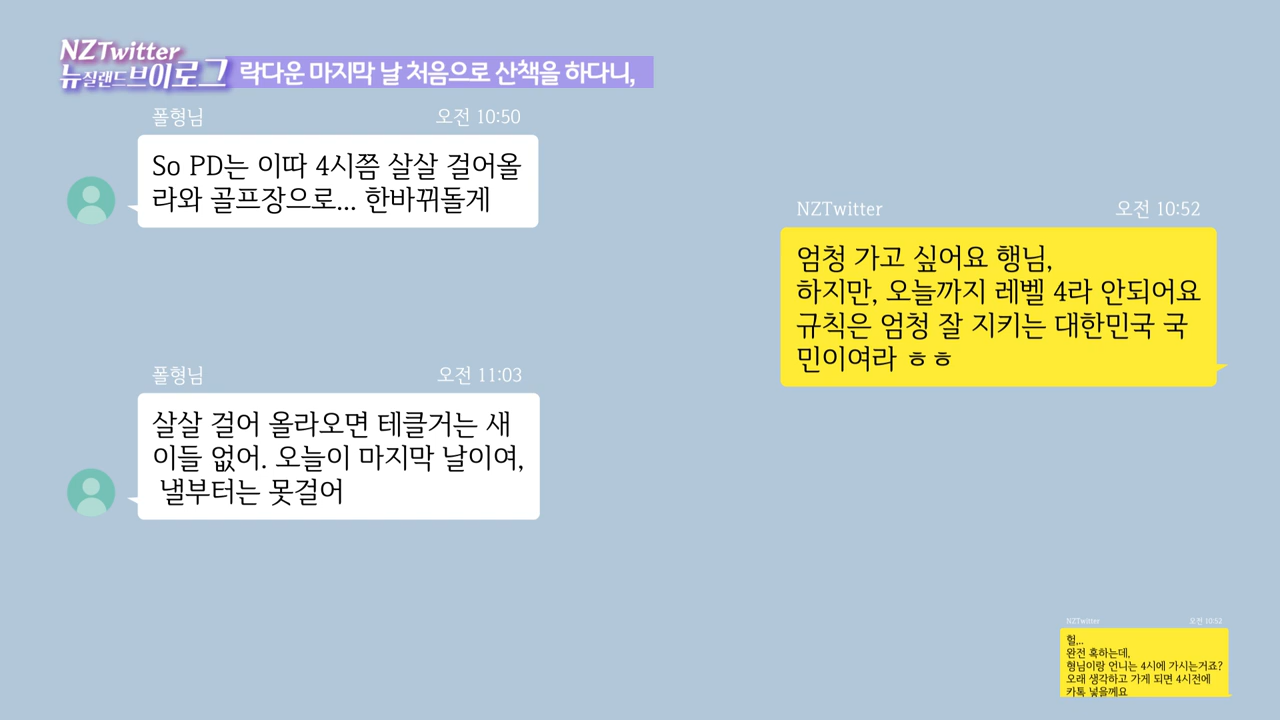 NZTwitter
뉴질랜드브이로그 락다운 마지막 날 처음으로 산책을 하다니,
폴형님 오전 10:50
So PD는 이따 4시쯤 살살 걸어올
라와 골프장으로... 한바뀌돌게
NZTwitter 오전 10:52
엄청 가고 싶어요 행님,
하지만, 오늘까지 레벨 4라 안되어요
규칙은 엄청 잘 지키는 대한민국 국
민이여라 ㅎㅎ
폴형님 오전 11:03
살살 걸어 올라오면 테클거는 새
이들 없어. 오늘이 마지막 날이여,
낼부터는 못걸어
NZTwitter 오전 10:52
헐...
완전 혹하는데,
형님이랑 언니는 4시에 가시는거죠?
오래 생각하고 가게 되면 4시전에
카톡 넣을께요